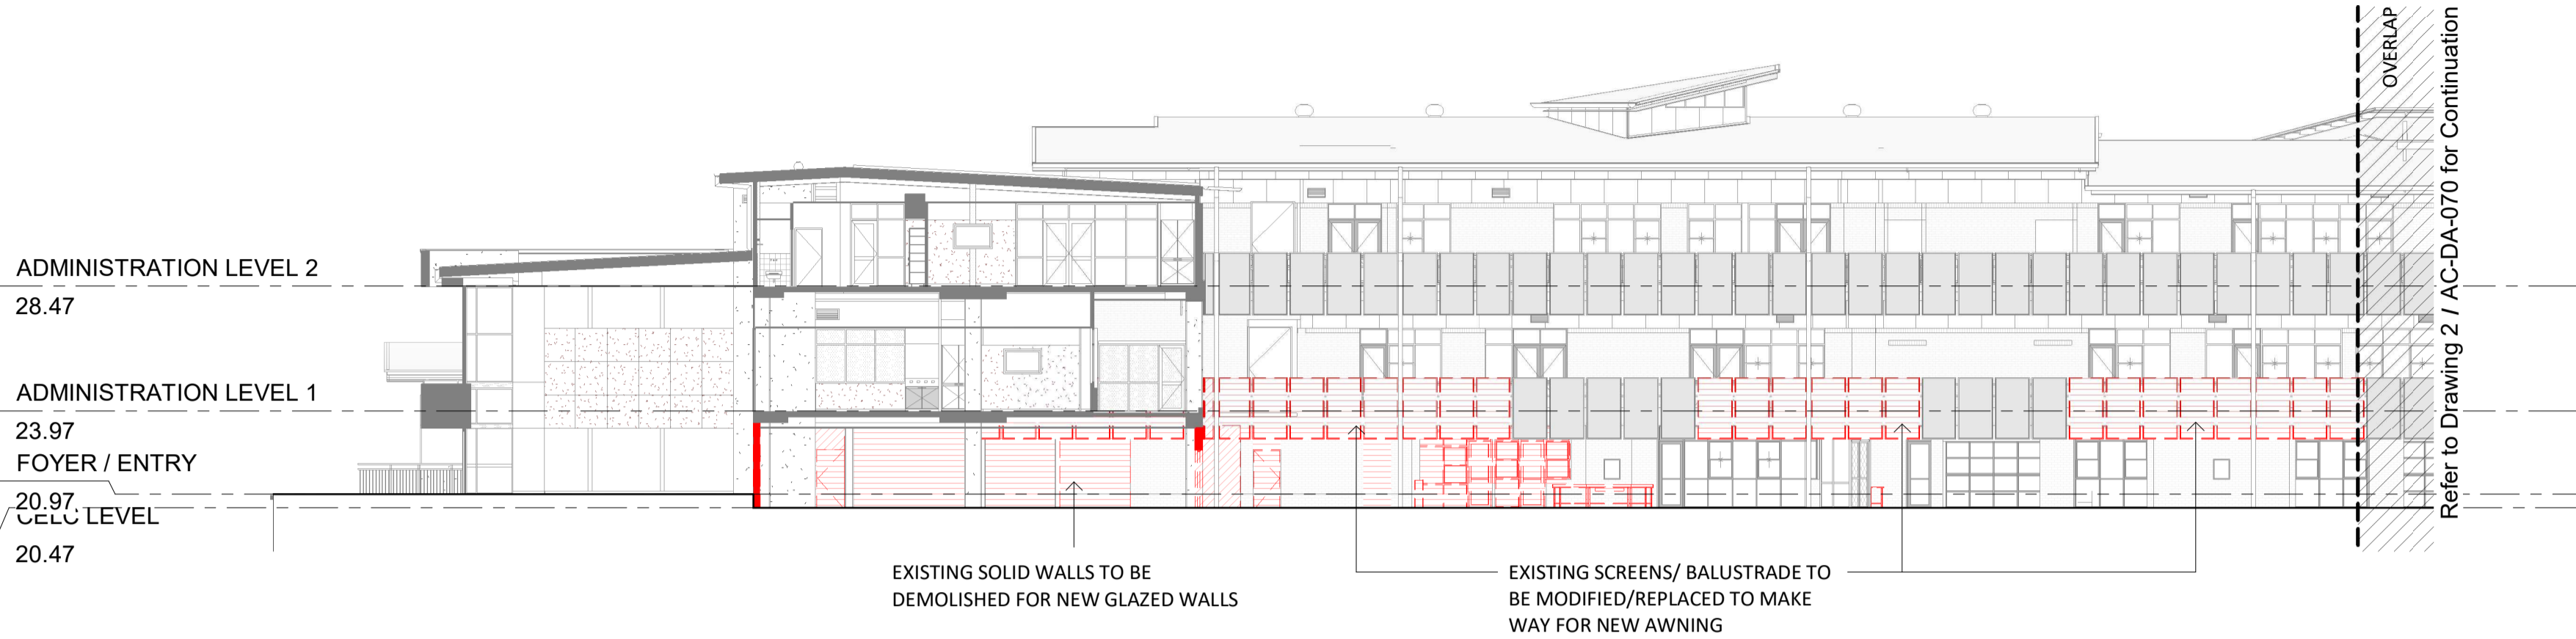 ADMINISTRATION LEVEL 2
28.47
ADMINISTRATION LEVEL 1
23.97
FOYER / ENTRY
20.97
CELC LEVEL
20.47
EXISTING SOLID WALLS TO BE
DEMOLISHED FOR NEW GLAZED WALLS
EXISTING SCREENS/ BALUSTRADE TO
BE MODIFIED/REPLACED TO MAKE
WAY FOR NEW AWNING
OVERLAP
Refer to Drawing 2 / AC-DA-070 for Continuation